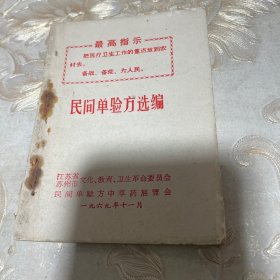 最高指示
把医疗卫生工作的重点放到农
村去。
备战、备荒、为人民。
民间单验方选编
江苏省
苏州市文化、教育、卫生革命委员会
民间单验方中草药展览会
一九六九年十一月